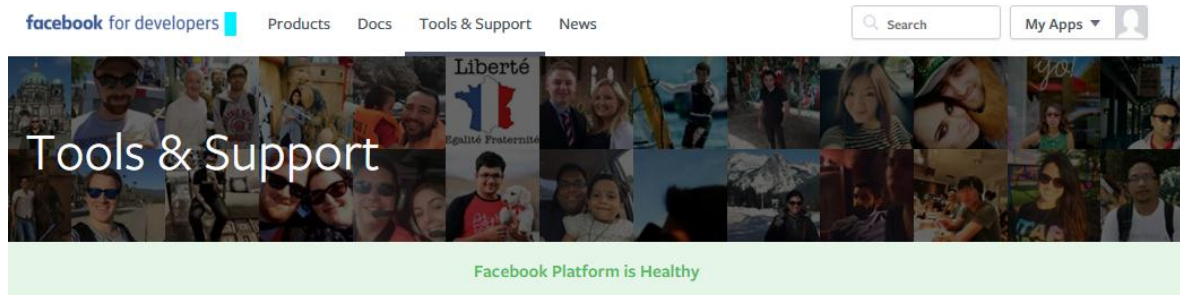 facebook for developers Products Docs Tools & Support News Search My Apps
Liberté
Egalité Fraternité
yo!
Tools & Support
Facebook Platform is Healthy